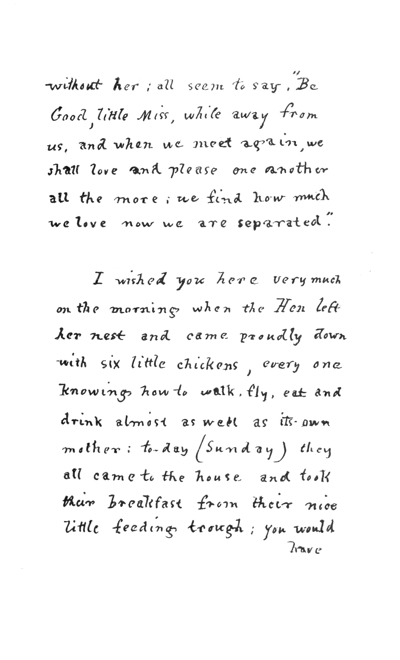 without her; all seem to say, "Be
Good, little Miss, while away from
us, and when we meet again, we
shall love and please one another
all the more; we find how much
we love now we are separated."
I wished you here very much
on the morning when the Hen left
her nest and came proudly down
with six little chickens, every one
knowing how to walk, fly, eat and
drink almost as well as its own
mother: to-day (Sunday) they
all came to the house and took
their breakfast from their nice
little feeding trough; you would
have